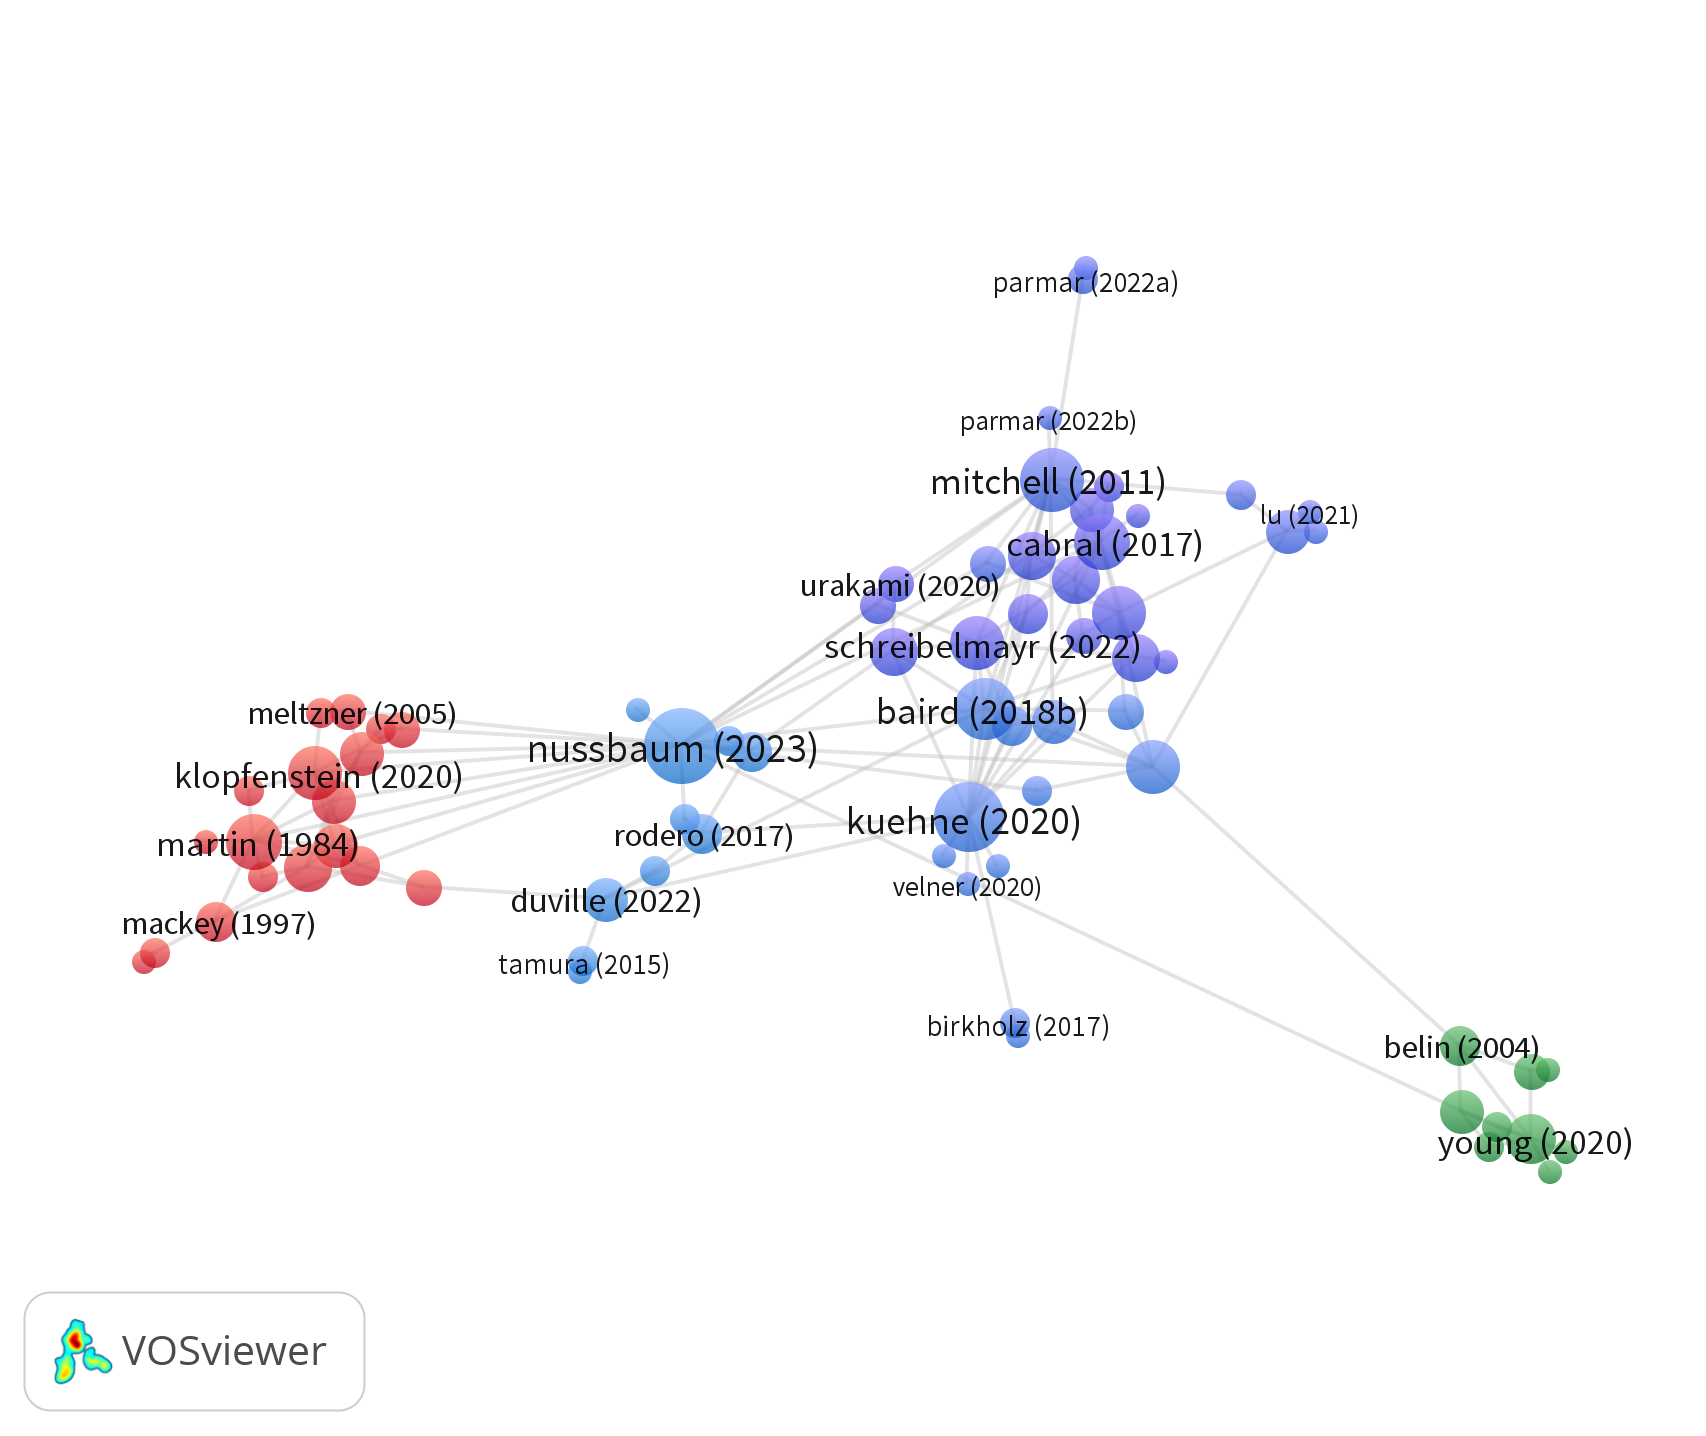 parmar (2022a)
parmar (2022b)
mitchell (2011)
lu (2021)
cabral (2017)
urakami (2020)
schreibelmayr (2022)
meltzner (2005)
baird (2018b)
nussbaum (2023)
klopfenstein (2020)
kuehne (2020)
rodero (2017)
martin (1984)
velner (2020)
duville (2022)
mackey (1997)
tamura (2015)
birkholz (2017)
belin (2004)
young (2020)
VOSviewer